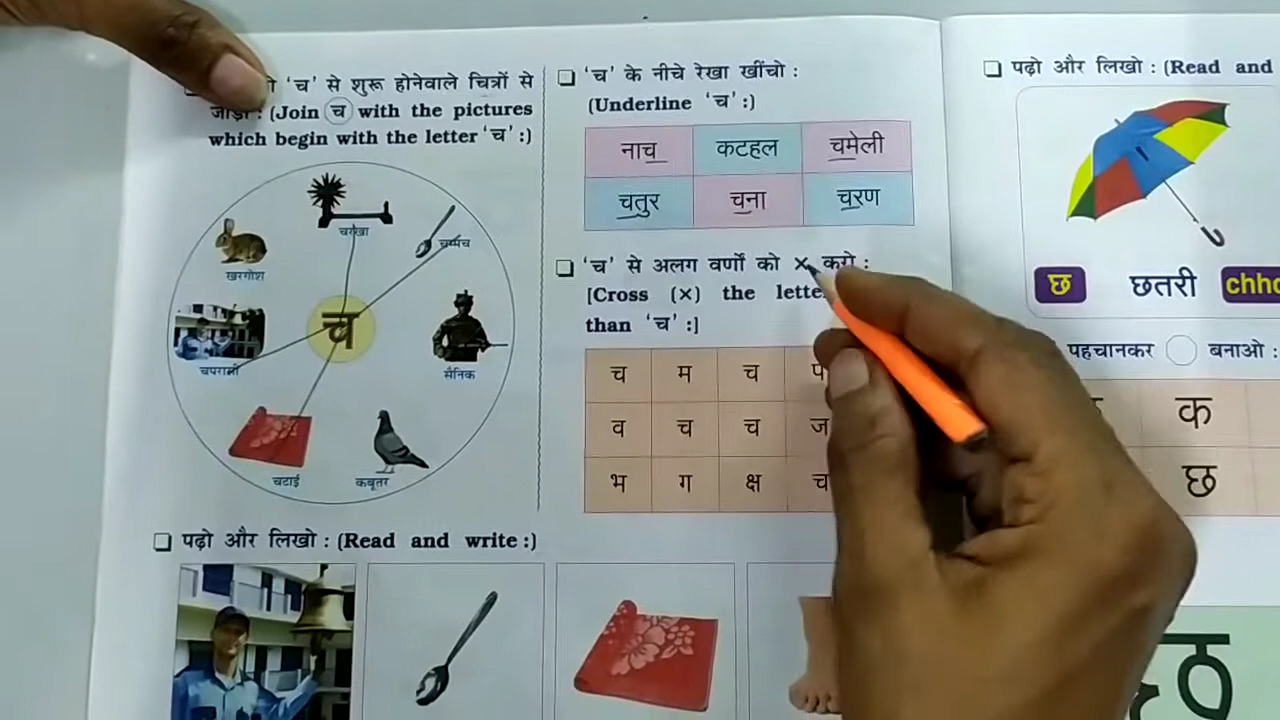 'च' से शुरू होनेवाले चित्रों से
जोड़ो : (Join च with the pictures
which begin with the letter 'च' :)
चरखा
चम्मच
खरगोश
च
चपरासी
सैनिक
चटाई
कबूतर
'च' के नीचे रेखा खींचो :
(Underline 'च' :)
नाच कटहल चमेली
चतुर चना चरण
'च' से अलग वर्णों को × करो :
[Cross (×) the
than 'च' :]
च म च
व च च ज
भ ग क्ष च
पढ़ो और लिखो : (Read and write :)
पढ़ो और लिखो : (Read and
छ छतरी
पहचानकर ◯ बनाओ :
क
छ